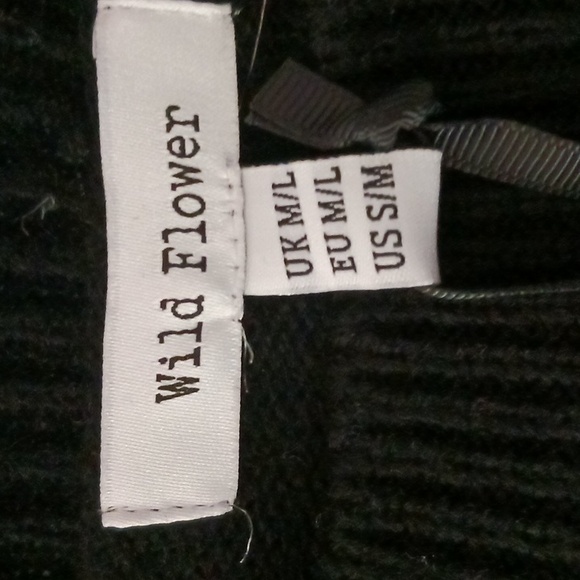 Wild Flower
UK M/L
EU M/L
US S/M